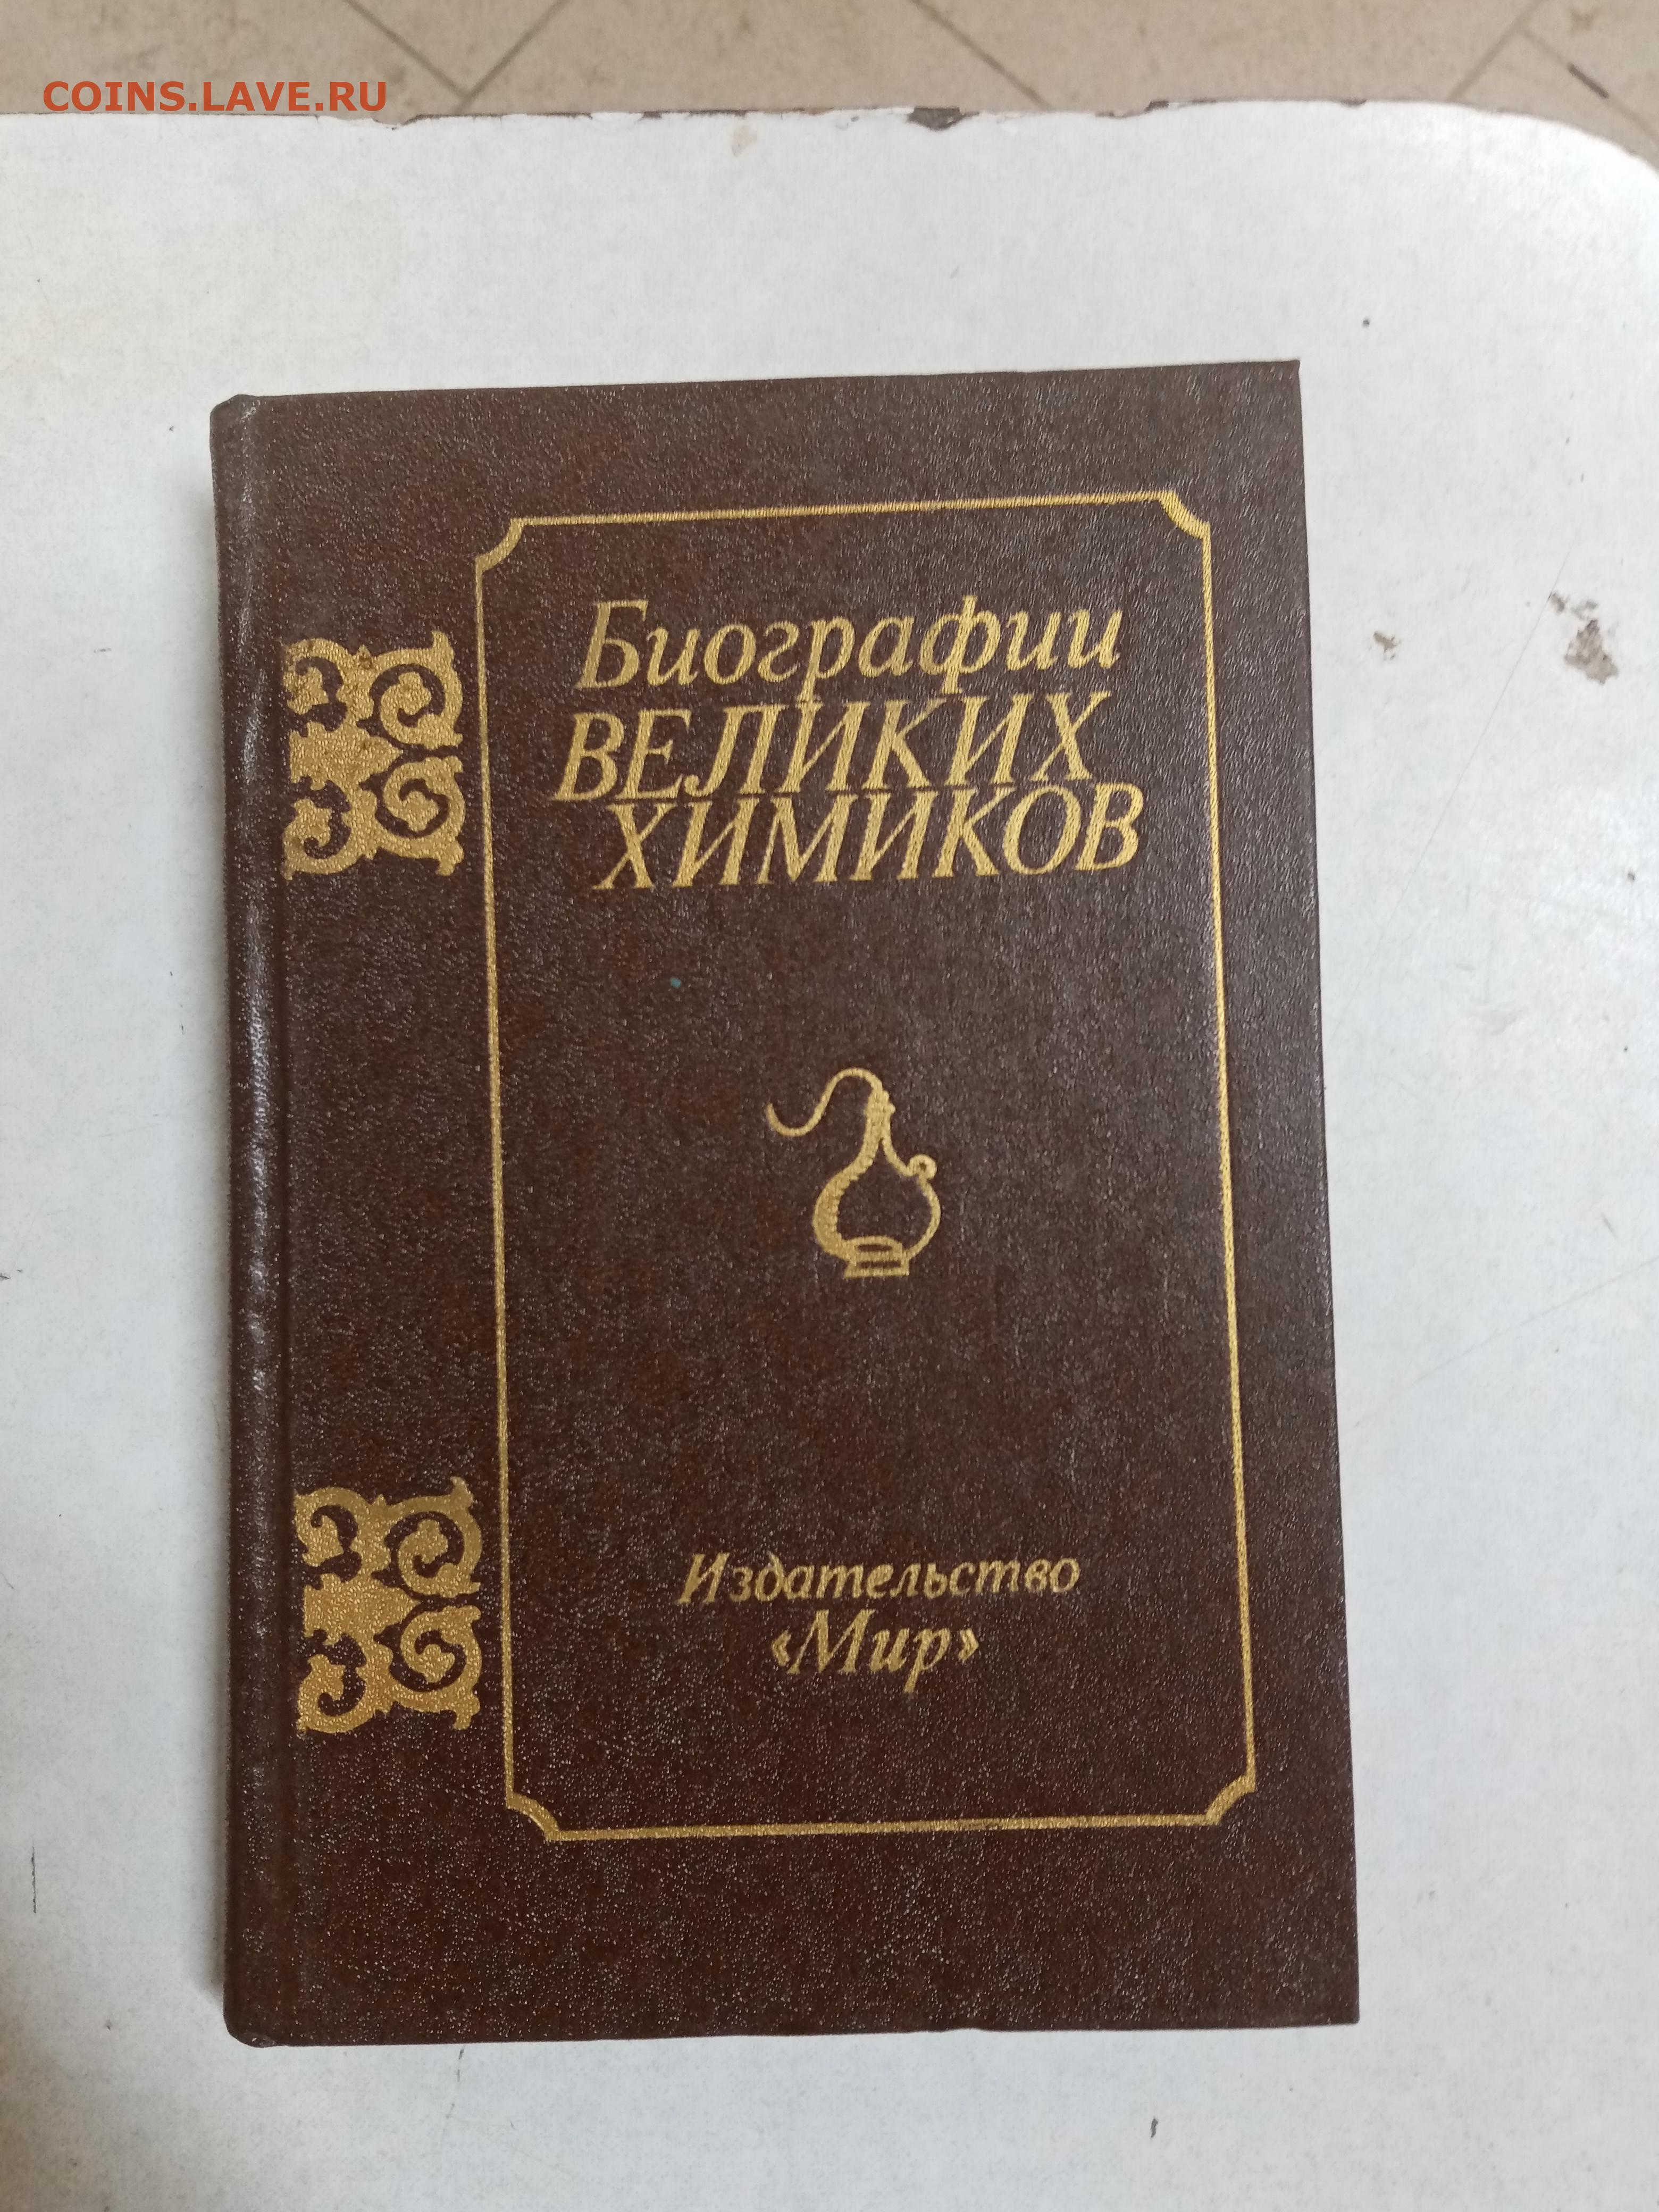 COINS.LAVE.RU
Биографии
ВЕЛИКИХ
ХИМИКОВ
Издательство
«Мир»